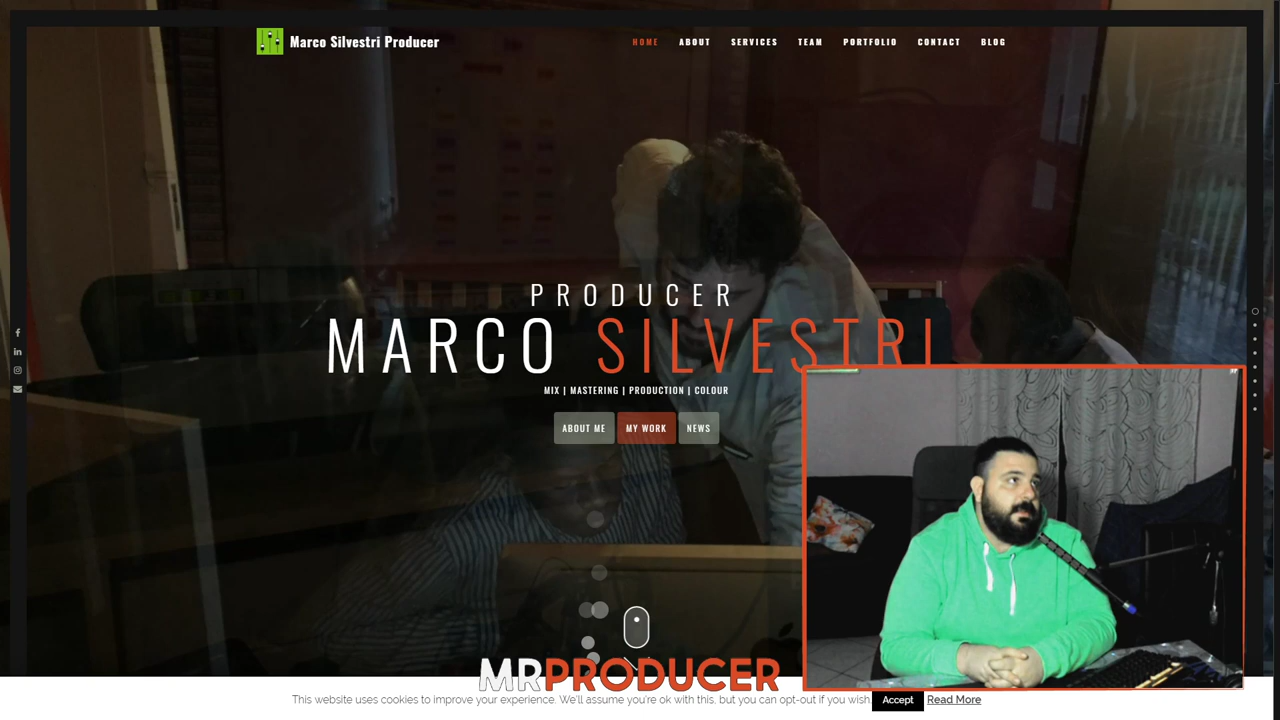 Marco Silvestri Producer
HOME ABOUT SERVICES TEAM PORTFOLIO CONTACT BLOG
PRODUCER
MARCO SILVESTRI
MIX | MASTERING | PRODUCTION | COLOUR
ABOUT ME MY WORK NEWS
MRPRODUCER
This website uses cookies to improve your experience. We'll assume you're ok with this, but you can opt-out if you wish. Accept Read More